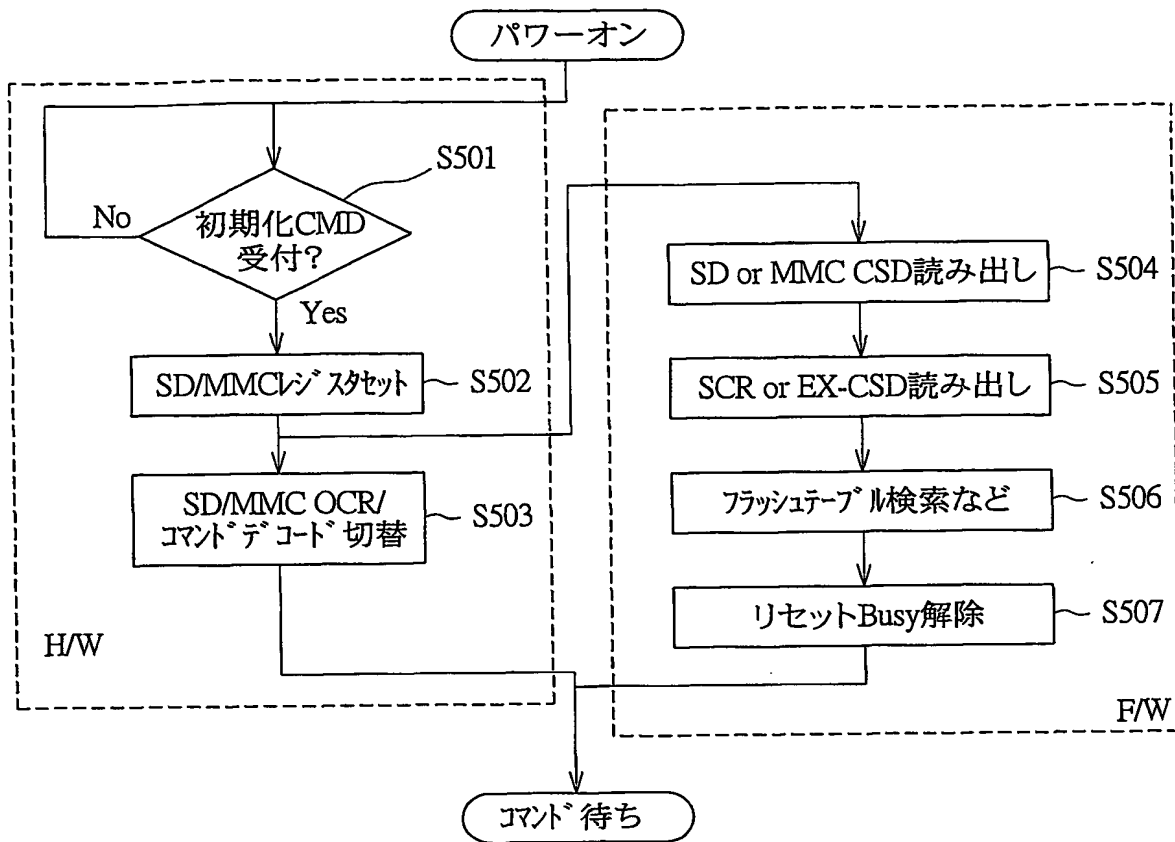 パワーオン
S501
No
初期化CMD
受付?
Yes
SD/MMCﾚｼﾞｽﾀｾｯﾄ
S502
SD/MMC OCR/
ｺﾏﾝﾄﾞﾃﾞｺｰﾄﾞ切替
S503
H/W
SD or MMC CSD読み出し
S504
SCR or EX-CSD読み出し
S505
ﾌﾗｯｼｭﾃｰﾌﾞﾙ検索など
S506
リセットBusy解除
S507
F/W
ｺﾏﾝﾄﾞ待ち